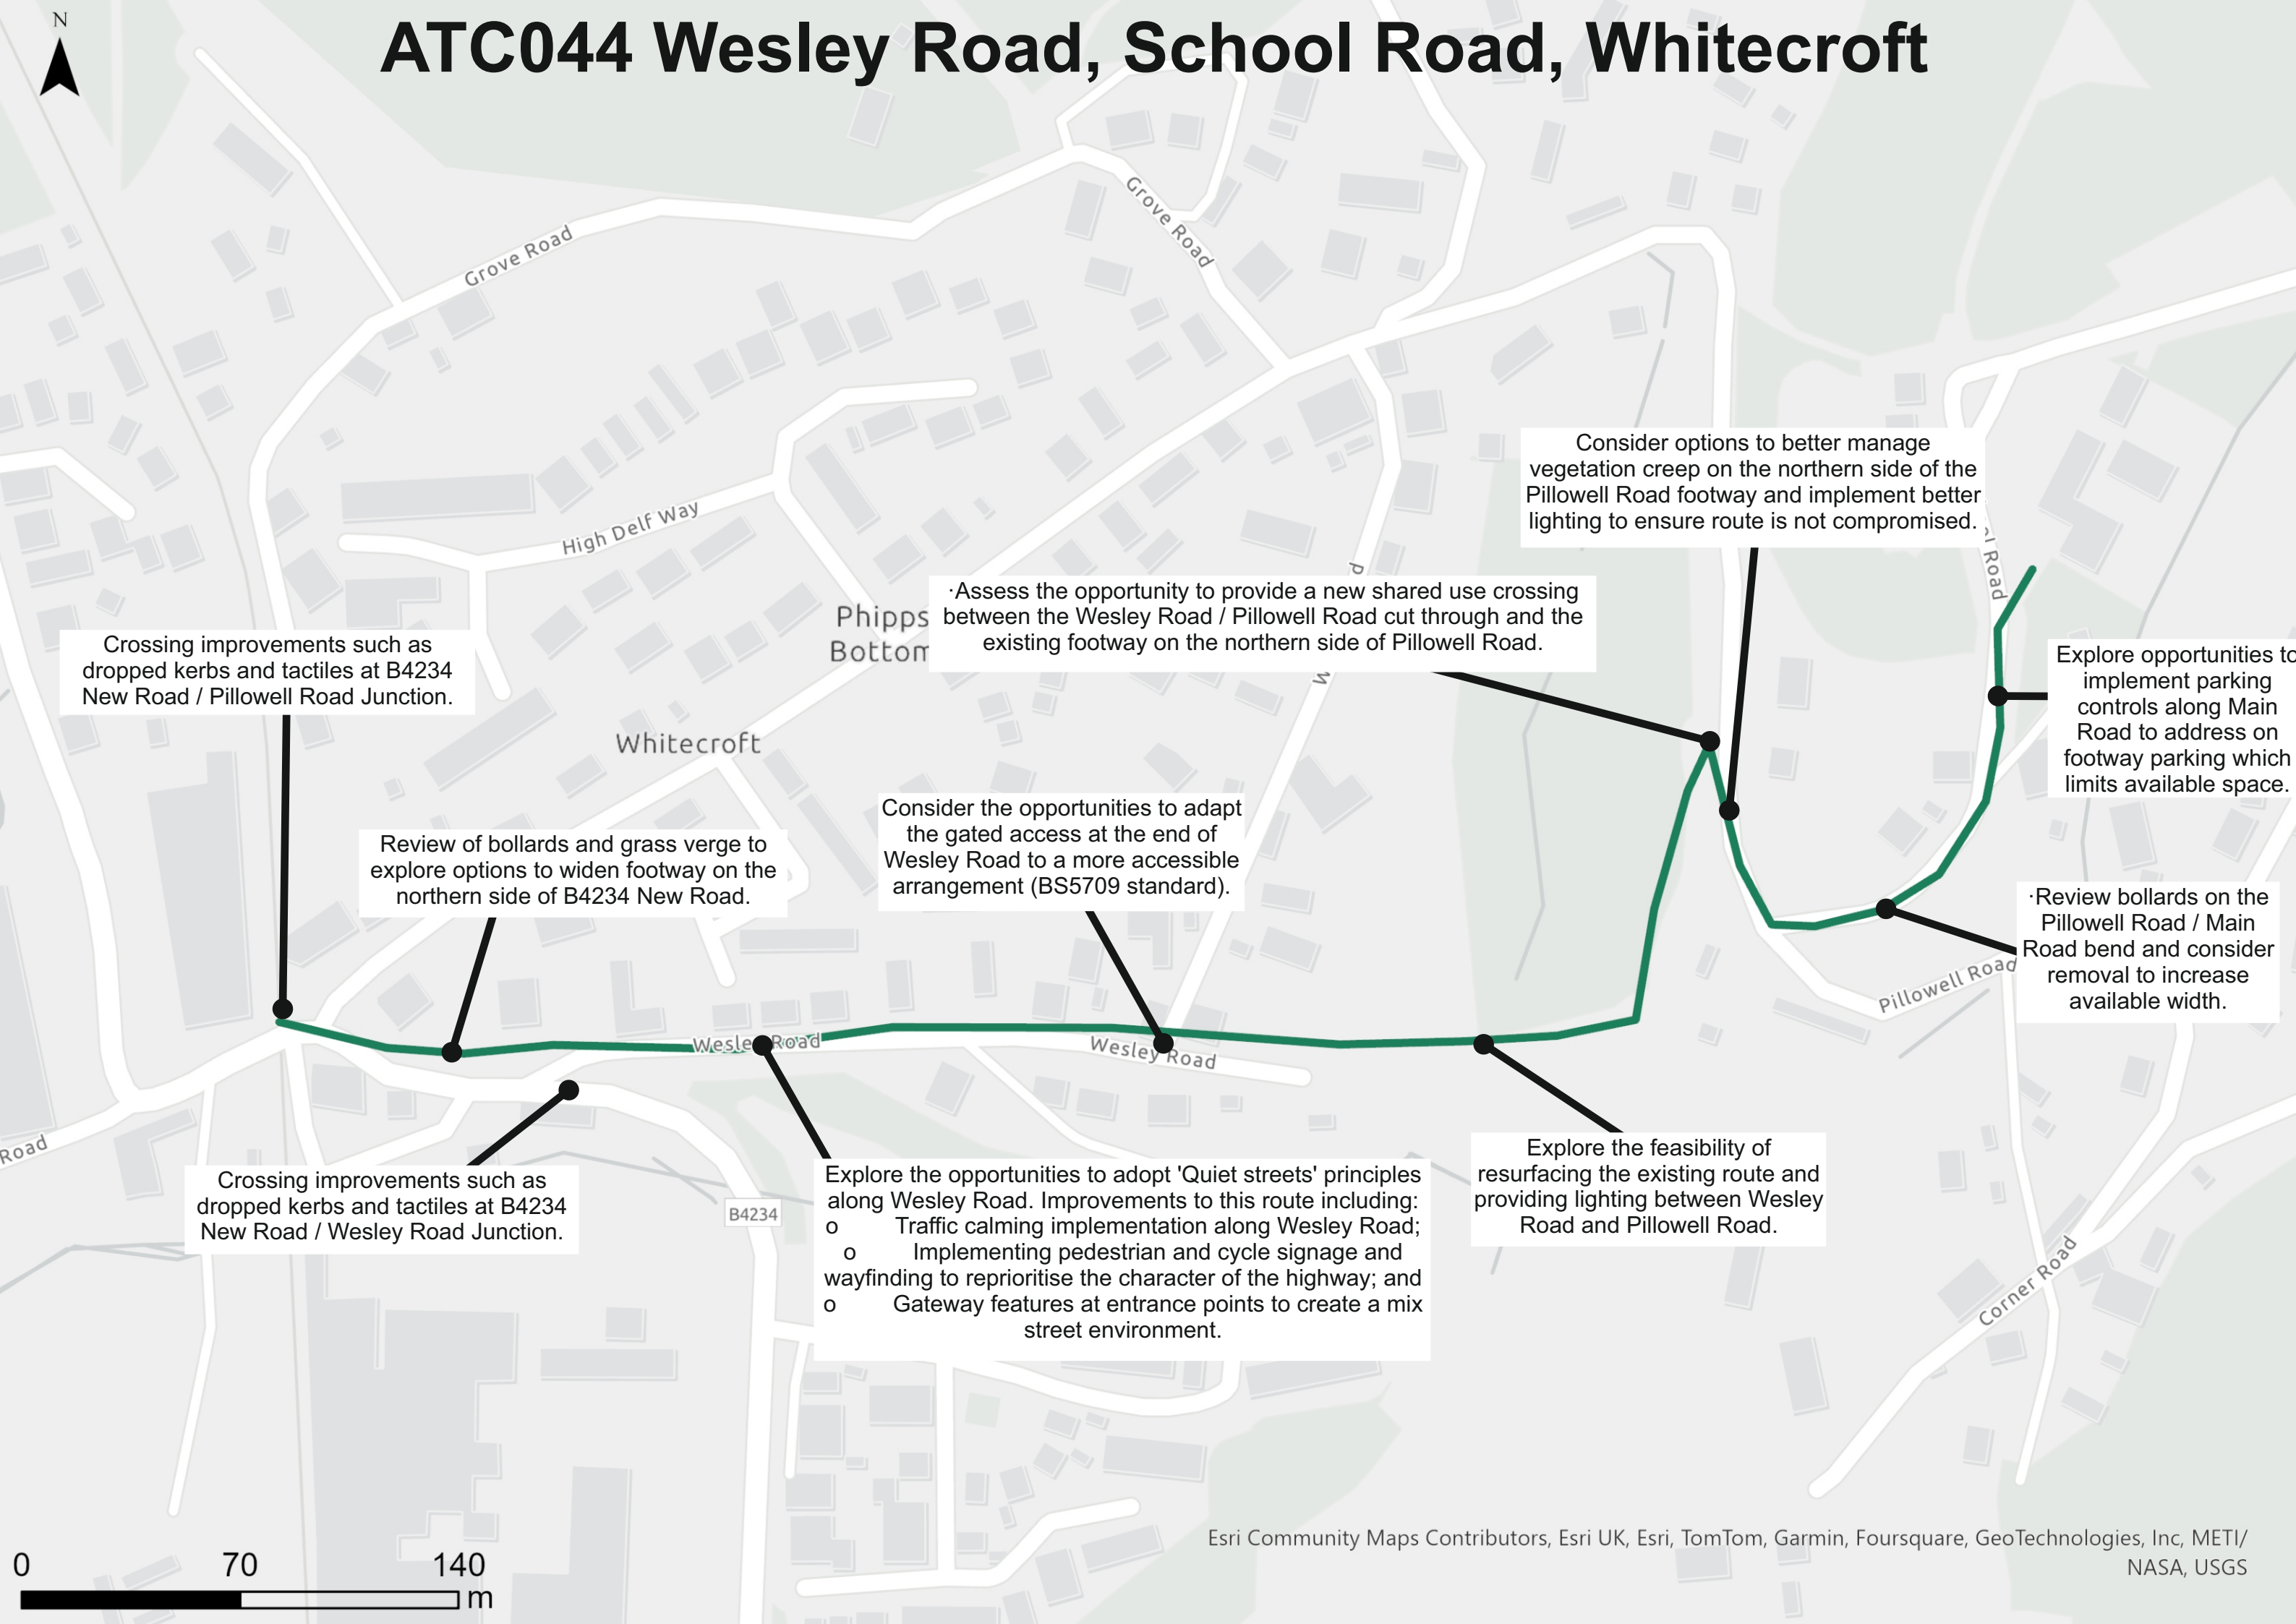 N
ATC044 Wesley Road, School Road, Whitecroft
Grove Road
Grove Road
High Delf Way
Consider options to better manage
vegetation creep on the northern side of the
Pillowell Road footway and implement better
lighting to ensure route is not compromised.
Road
·Assess the opportunity to provide a new shared use crossing
between the Wesley Road / Pillowell Road cut through and the
existing footway on the northern side of Pillowell Road.
Phipps
Bottom
Crossing improvements such as
dropped kerbs and tactiles at B4234
New Road / Pillowell Road Junction.
Explore opportunities to
implement parking
controls along Main
Road to address on
footway parking which
limits available space.
Whitecroft
Consider the opportunities to adapt
the gated access at the end of
Wesley Road to a more accessible
arrangement (BS5709 standard).
Review of bollards and grass verge to
explore options to widen footway on the
northern side of B4234 New Road.
·Review bollards on the
Pillowell Road / Main
Road bend and consider
removal to increase
available width.
Pillowell Road
Wesley Road
Wesley Road
Road
Crossing improvements such as
dropped kerbs and tactiles at B4234
New Road / Wesley Road Junction.
B4234
Explore the opportunities to adopt 'Quiet streets' principles
along Wesley Road. Improvements to this route including:
o Traffic calming implementation along Wesley Road;
o Implementing pedestrian and cycle signage and
wayfinding to reprioritise the character of the highway; and
o Gateway features at entrance points to create a mix
street environment.
Explore the feasibility of
resurfacing the existing route and
providing lighting between Wesley
Road and Pillowell Road.
Corner Road
Esri Community Maps Contributors, Esri UK, Esri, TomTom, Garmin, Foursquare, GeoTechnologies, Inc, METI/
NASA, USGS
0 70 140
m